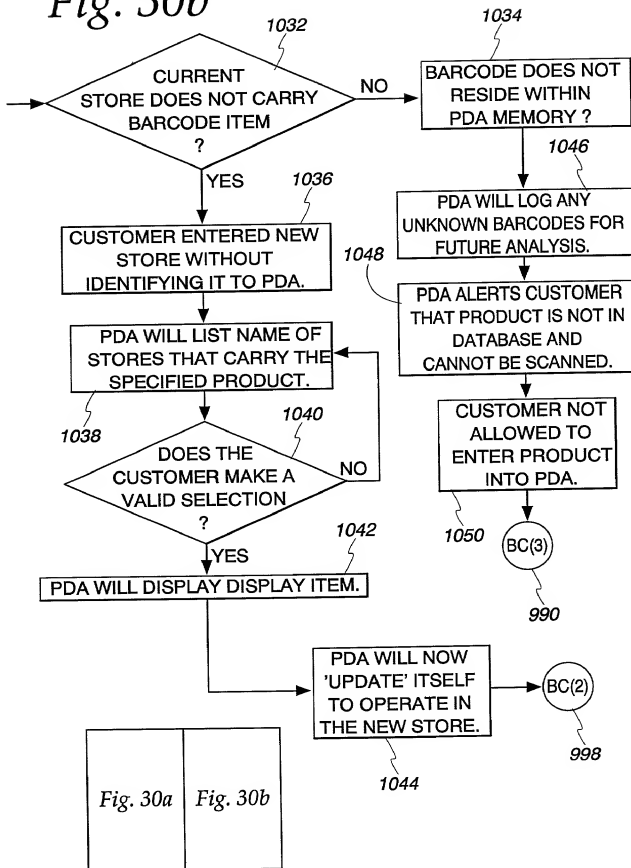 Fig. 30b
1032
CURRENT
STORE DOES NOT CARRY
BARCODE ITEM
?
NO
YES
1034
BARCODE DOES NOT
RESIDE WITHIN
PDA MEMORY ?
1036
CUSTOMER ENTERED NEW
STORE WITHOUT
IDENTIFYING IT TO PDA.
1046
PDA WILL LOG ANY
UNKNOWN BARCODES FOR
FUTURE ANALYSIS.
1048
PDA ALERTS CUSTOMER
THAT PRODUCT IS NOT IN
DATABASE AND
CANNOT BE SCANNED.
PDA WILL LIST NAME OF
STORES THAT CARRY THE
SPECIFIED PRODUCT.
1038
1040
DOES THE
CUSTOMER MAKE A
VALID SELECTION
?
NO
YES
CUSTOMER NOT
ALLOWED TO
ENTER PRODUCT
INTO PDA.
1050
BC(3)
990
1042
PDA WILL DISPLAY DISPLAY ITEM.
PDA WILL NOW
'UPDATE' ITSELF
TO OPERATE IN
THE NEW STORE.
1044
BC(2)
998
Fig. 30a
Fig. 30b